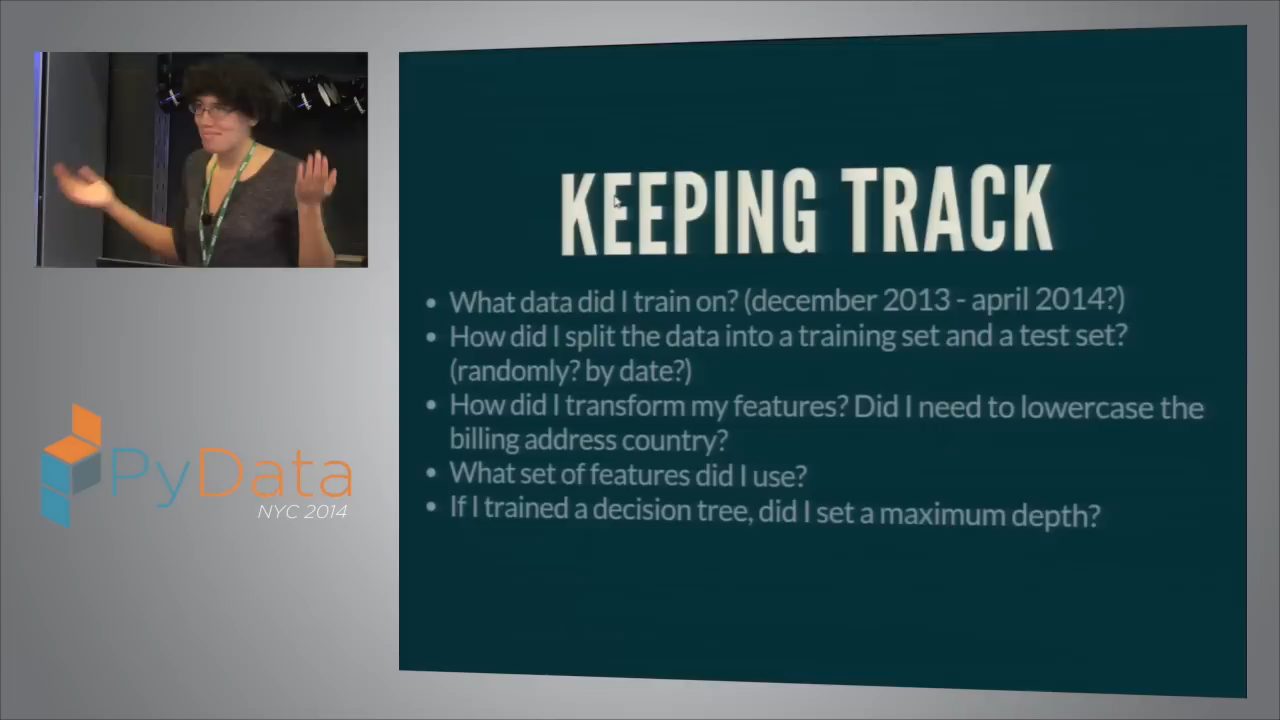 KEEPING TRACK
• What data did I train on? (december 2013 - april 2014?)
• How did I split the data into a training set and a test set?
(randomly? by date?)
• How did I transform my features? Did I need to lowercase the
billing address country?
• What set of features did I use?
• If I trained a decision tree, did I set a maximum depth?
PyData
NYC 2014